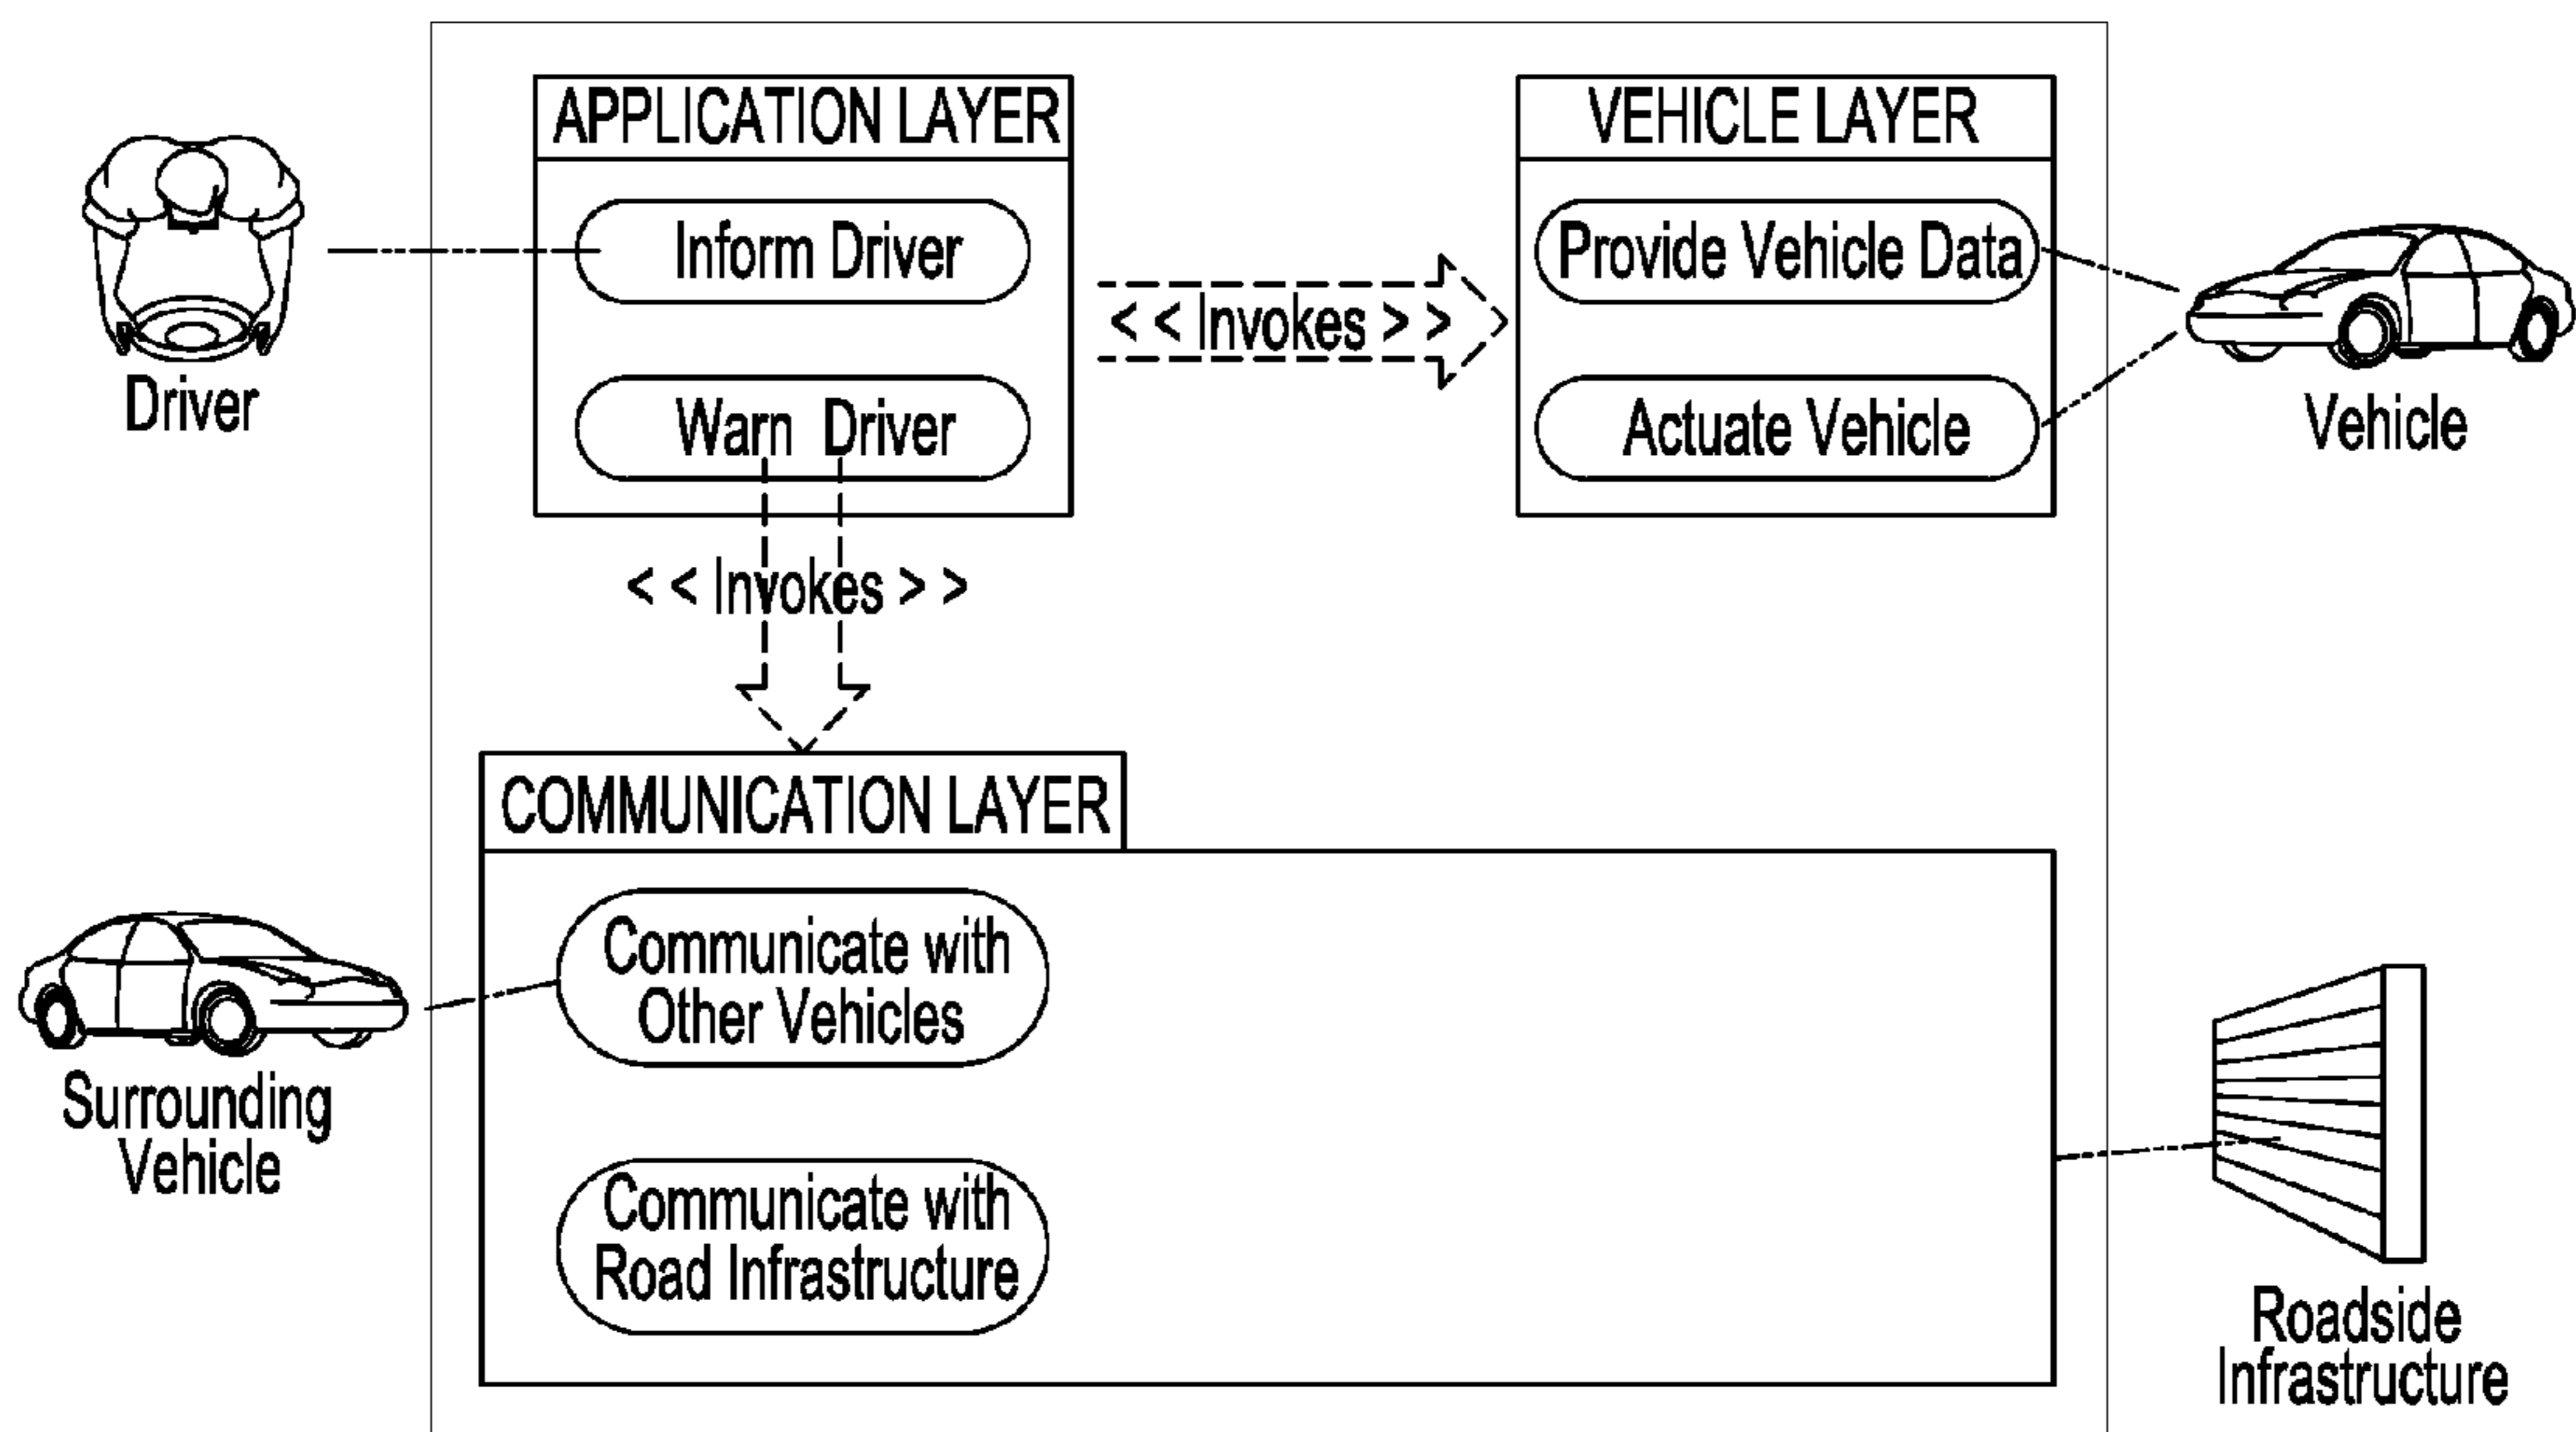 APPLICATION LAYER
Inform Driver
Warn Driver
Driver
< < Invokes > >
VEHICLE LAYER
Provide Vehicle Data
Actuate Vehicle
Vehicle
< < Invokes > >
COMMUNICATION LAYER
Communicate with
Other Vehicles
Communicate with
Road Infrastructure
Surrounding
Vehicle
Roadside
Infrastructure